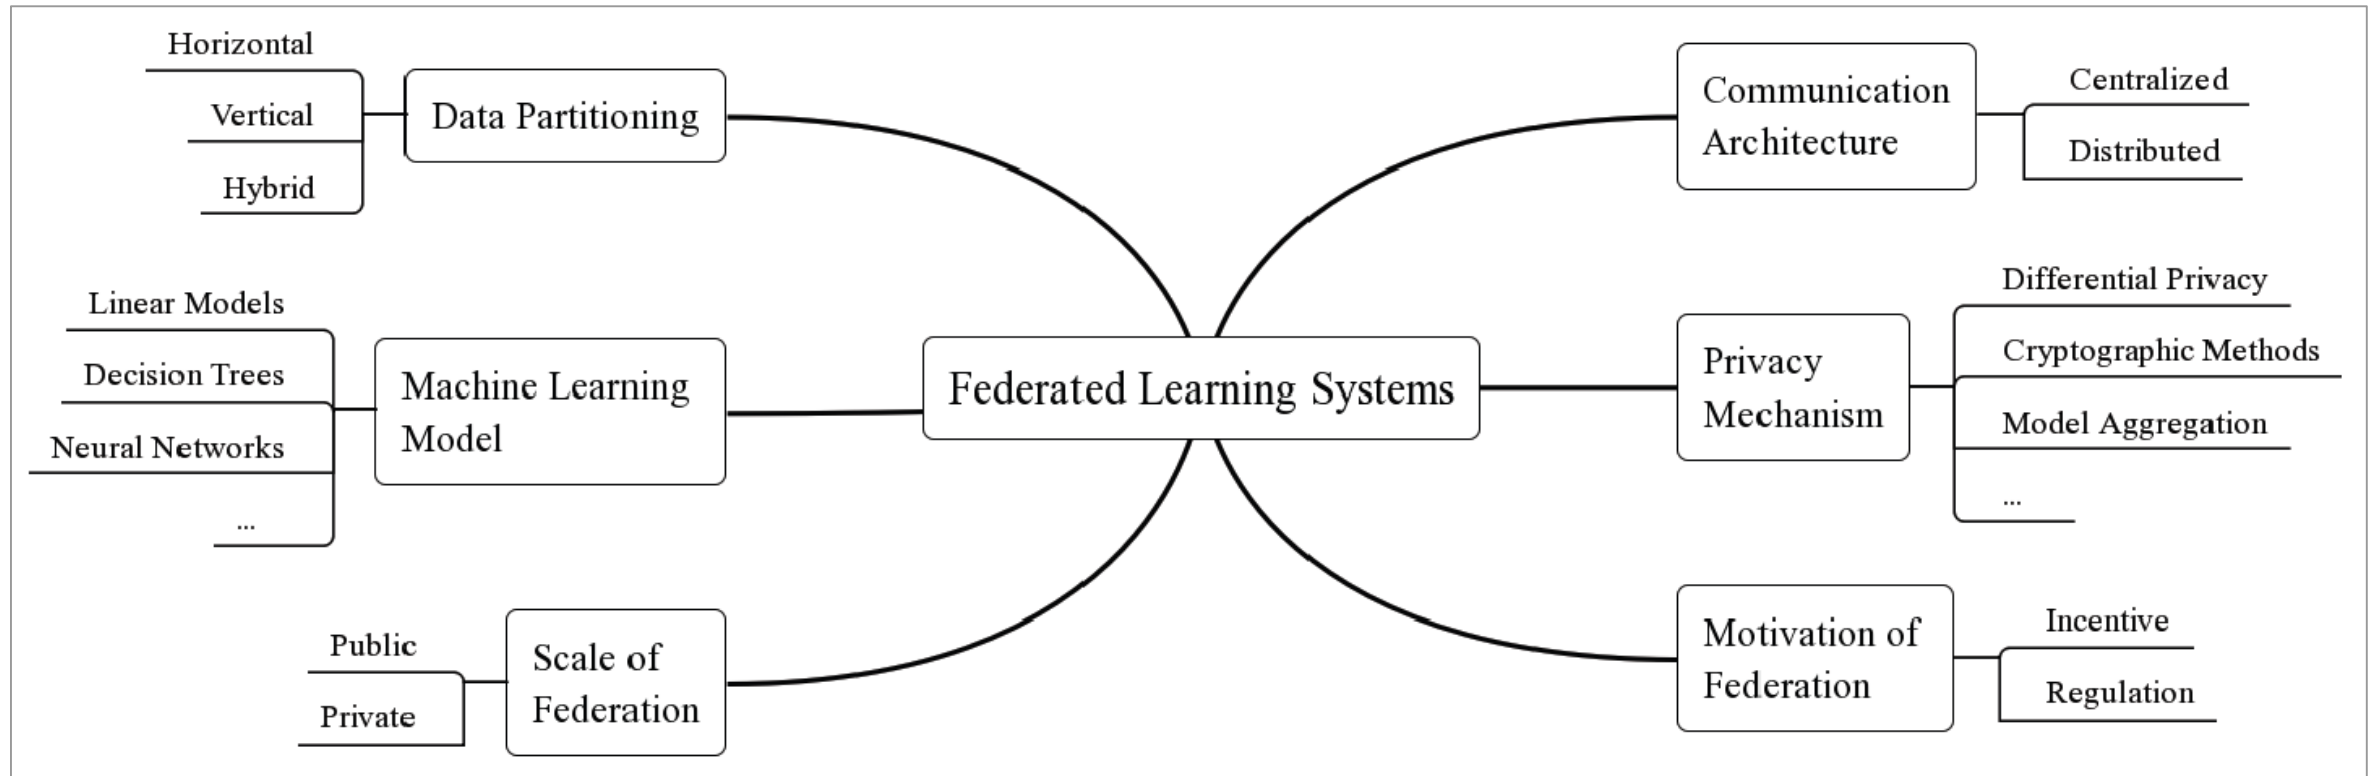 Horizontal
Vertical
Hybrid
Data Partitioning
Linear Models
Decision Trees
Neural Networks
...
Machine Learning
Model
Public
Private
Scale of
Federation
Federated Learning Systems
Communication
Architecture
Centralized
Distributed
Privacy
Mechanism
Differential Privacy
Cryptographic Methods
Model Aggregation
...
Motivation of
Federation
Incentive
Regulation